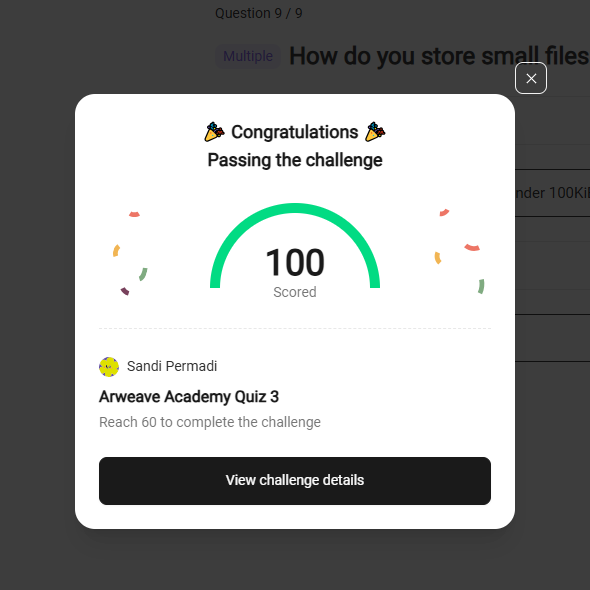 Question 9 / 9
Multiple How do you store small files
Congratulations
Passing the challenge
nder 100Ki
100
Scored
Sandi Permadi
Arweave Academy Quiz 3
Reach 60 to complete the challenge
View challenge details